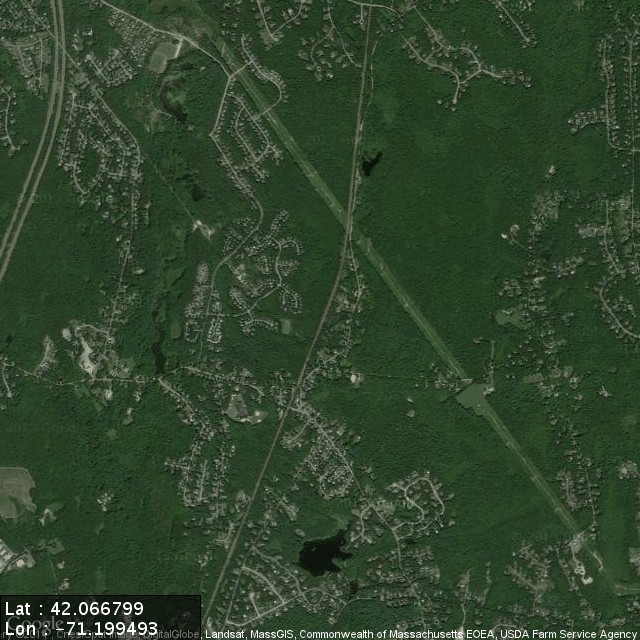 Lat : 42.066799
Lon : -71.199493
DigitalGlobe, Landsat, MassGIS, Commonwealth of Massachusetts EOEA, USDA Farm Service Agency